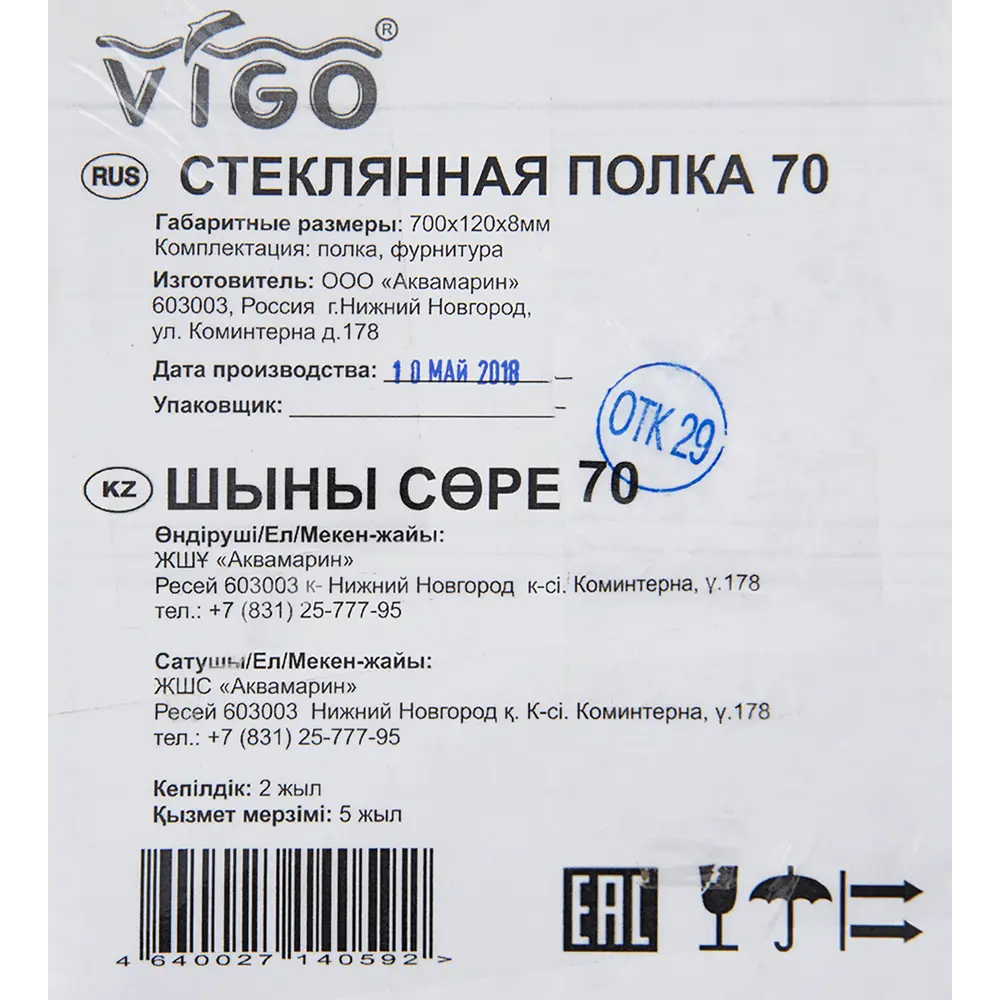 VIGO®
RUS СТЕКЛЯННАЯ ПОЛКА 70
Габаритные размеры: 700х120х8мм
Комплектация: полка, фурнитура
Изготовитель: ООО «Аквамарин»
603003, Россия г.Нижний Новгород,
ул. Коминтерна д.178
Дата производства: 10 МАЙ 2018
Упаковщик:
ОТК 29
KZ ШЫНЫ СӨРЕ 70
Өндіруші/Ел/Мекен-жайы:
ЖШҰ «Аквамарин»
Ресей 603003 к- Нижний Новгород к-сі. Коминтерна, ү.178
тел.: +7 (831) 25-777-95
Сатушы/Ел/Мекен-жайы:
ЖШС «Аквамарин»
Ресей 603003 Нижний Новгород қ. К-сі. Коминтерна, ү.178
тел.: +7 (831) 25-777-95
Кепілдік: 2 жыл
Қызмет мерзімі: 5 жыл
4 640027 140592 >
EAC